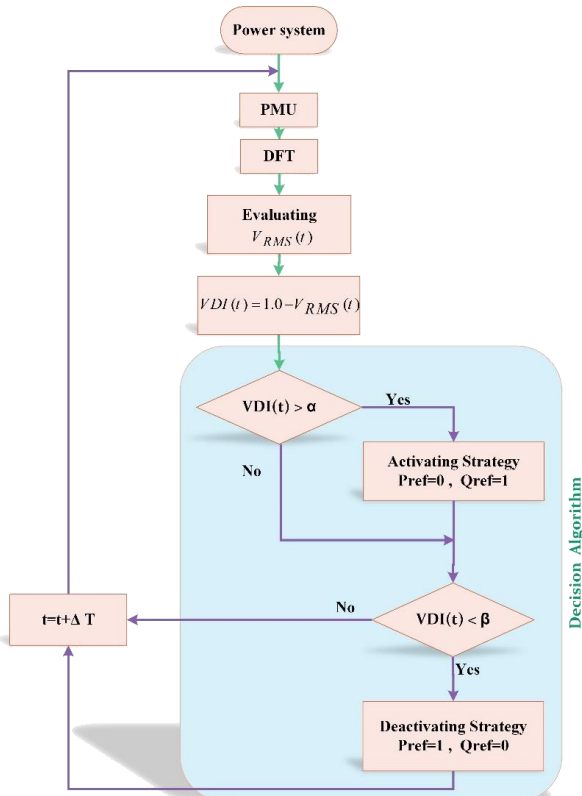 Power system
PMU
DFT
Evaluating
V_RMS(t)
VDI(t)=1.0-V_RMS(t)
VDI(t) > α
Yes
No
Activating Strategy
Pref=0 , Qref=1
VDI(t) < β
No
Yes
t=t+Δ T
Deactivating Strategy
Pref=1 , Qref=0
Decision Algorithm